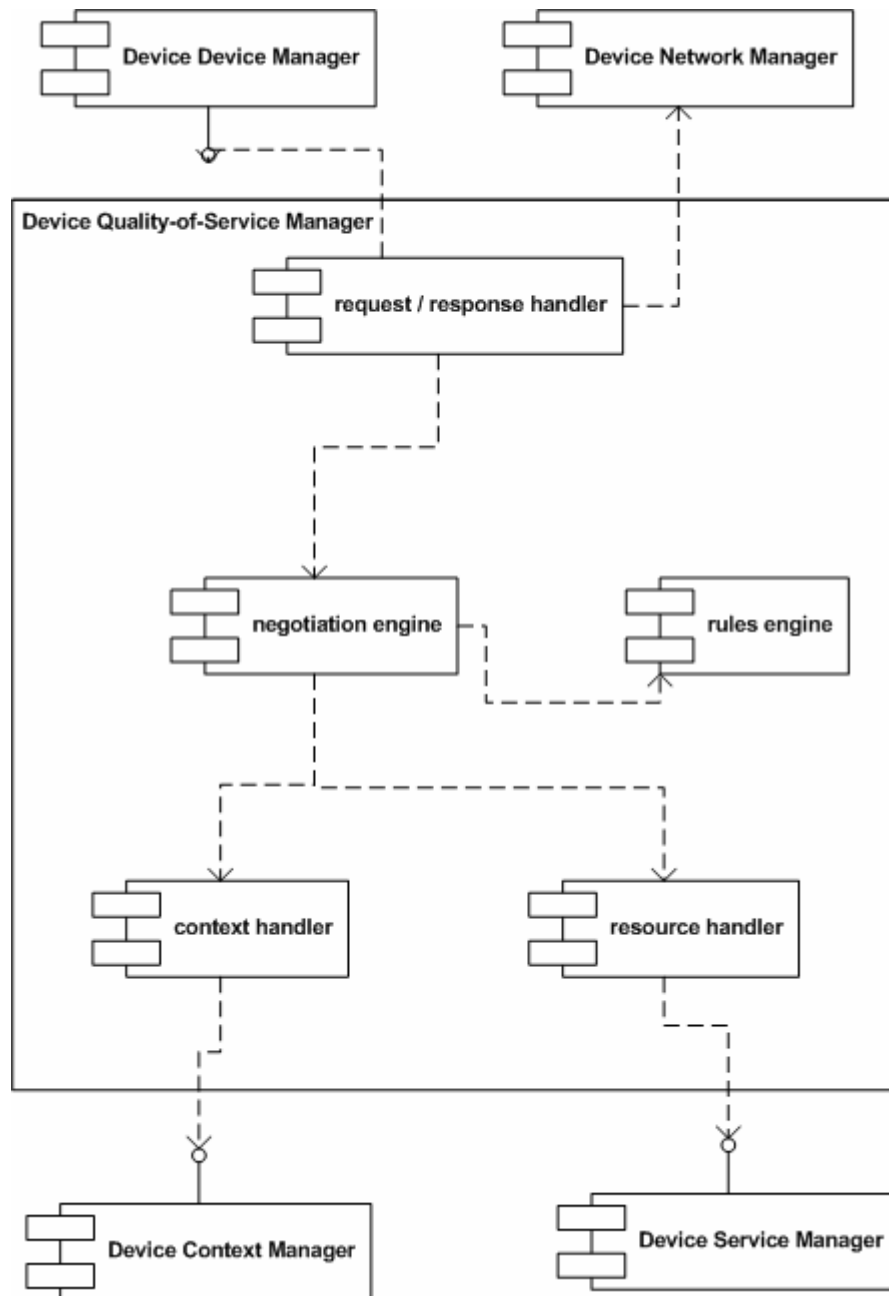 Device Device Manager
Device Network Manager
Device Quality-of-Service Manager
request / response handler
negotiation engine
rules engine
context handler
resource handler
Device Context Manager
Device Service Manager